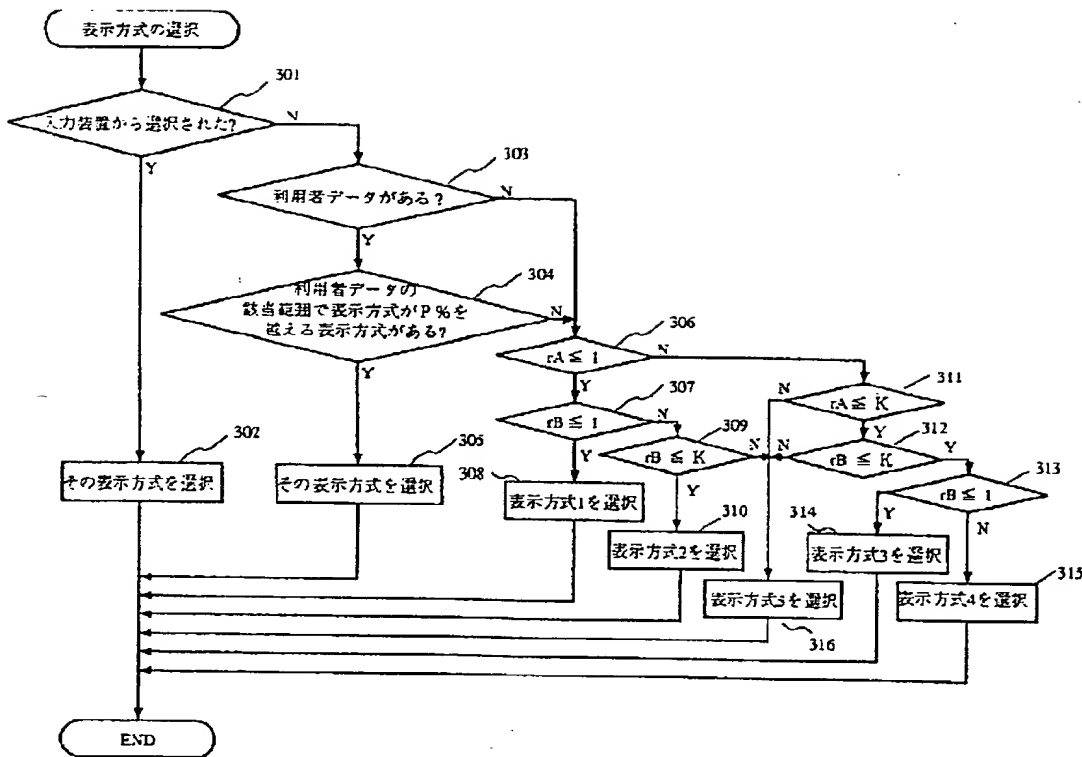 表示方式の選択
301
入力装置から選択された?
N
Y
303
利用者データがある?
N
Y
304
利用者データの
該当範囲で表示方式がP%を
越える表示方式がある?
N
Y
306
rA≦1
N
Y
307
rB≦1
N
Y
309
rB≦K
N
Y
311
rA≦K
N
Y
312
rB≦K
N
Y
313
rB≦1
Y
N
302
その表示方式を選択
305
その表示方式を選択
308
表示方式1を選択
310
表示方式2を選択
314
表示方式3を選択
315
表示方式4を選択
表示方式5を選択
316
END